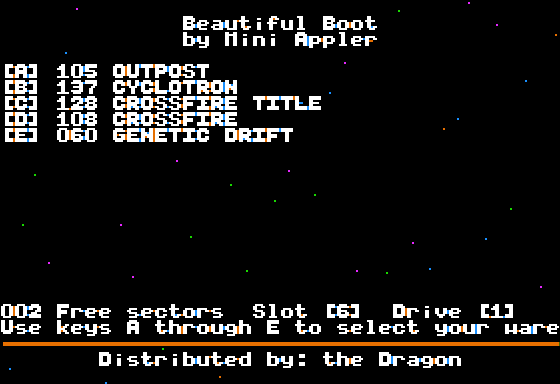 Beautiful Boot
by Mini Appler
[A] 105 OUTPOST
[B] 137 CYCLOTRON
[C] 128 CROSSFIRE TITLE
[D] 108 CROSSFIRE
[E] 060 GENETIC DRIFT
002 Free sectors Slot [6] Drive [1]
Use keys A through E to select your ware
Distributed by: the Dragon